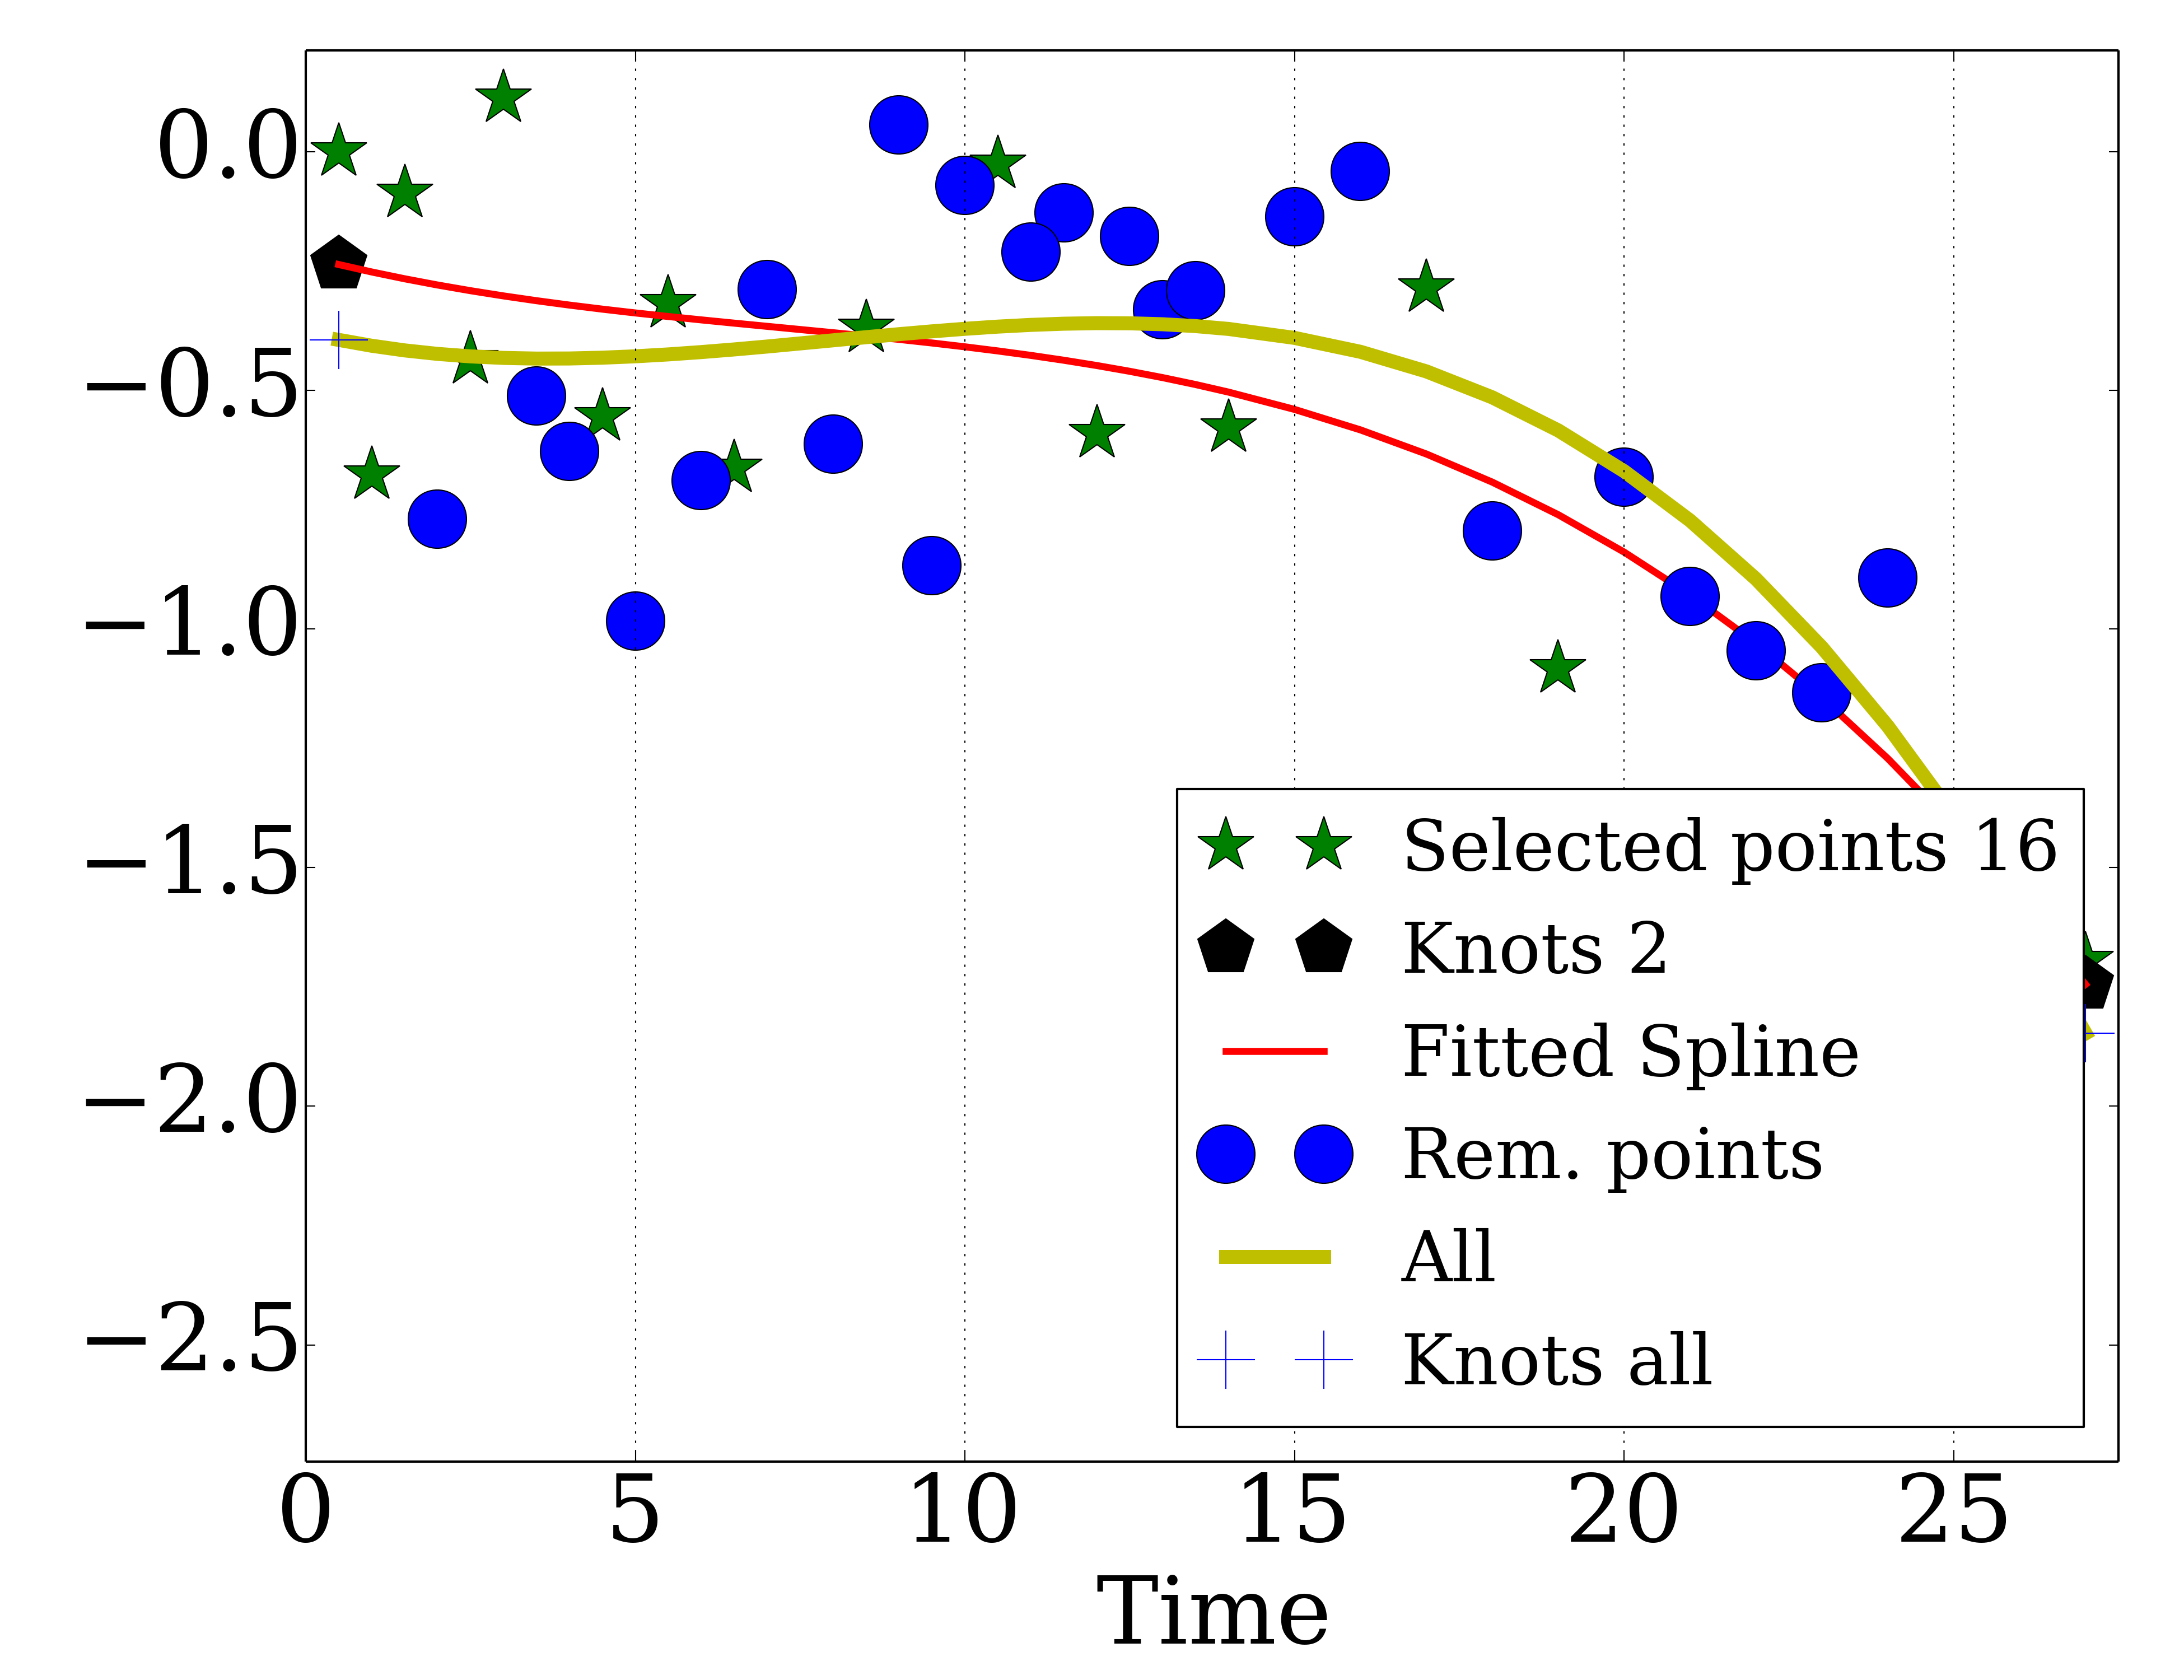 0.0
−0.5
−1.0
−1.5
−2.0
−2.5
Selected points 16
Knots 2
Fitted Spline
Rem. points
All
Knots all
0 5 10 15 20 25
Time